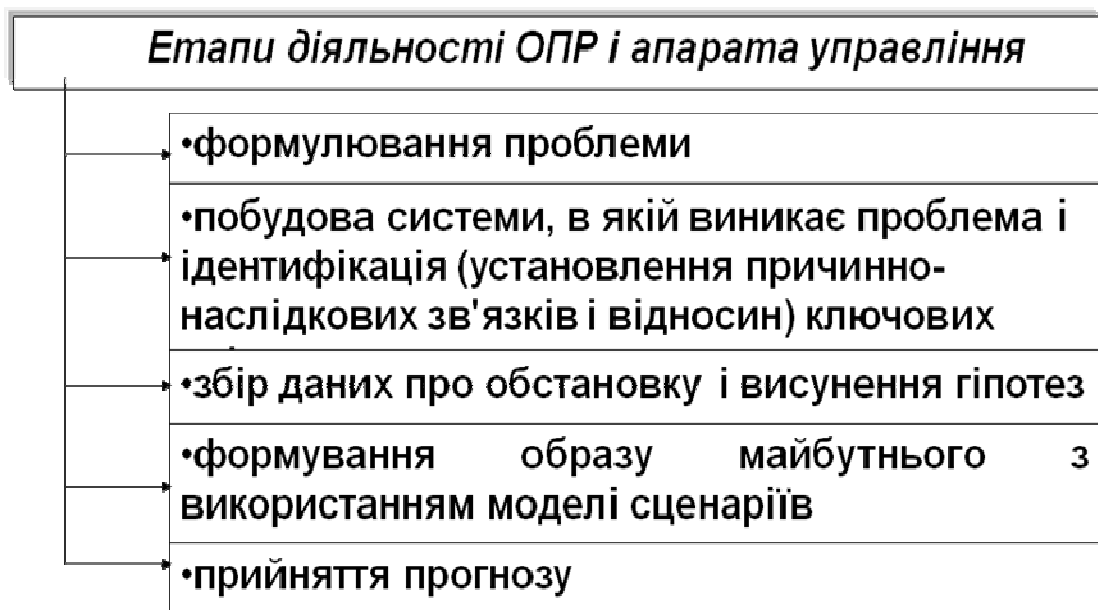 Етапи діяльності ОПР і апарата управління
•формулювання проблеми
•побудова системи, в якій виникає проблема і
ідентифікація (установлення причинно-
наслідкових зв'язків і відносин) ключових
•збір даних про обстановку і висунення гіпотез
•формування образу майбутнього з
використанням моделі сценаріїв
•прийняття прогнозу